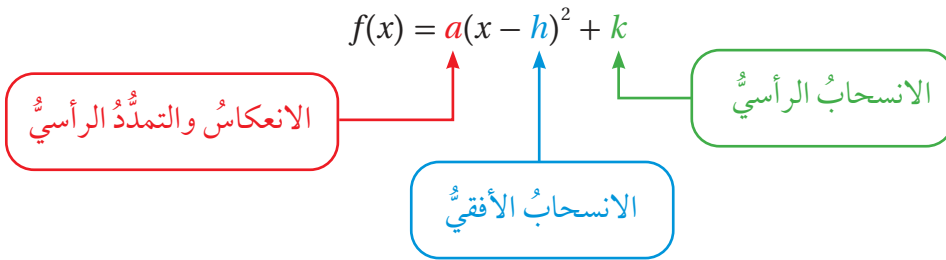 f(x) = a(x − h)² + k
الانسحابُ الرأسيُّ
الانعكاسُ والتمدُّدُ الرأسيُّ
الانسحابُ الأفقيُّ